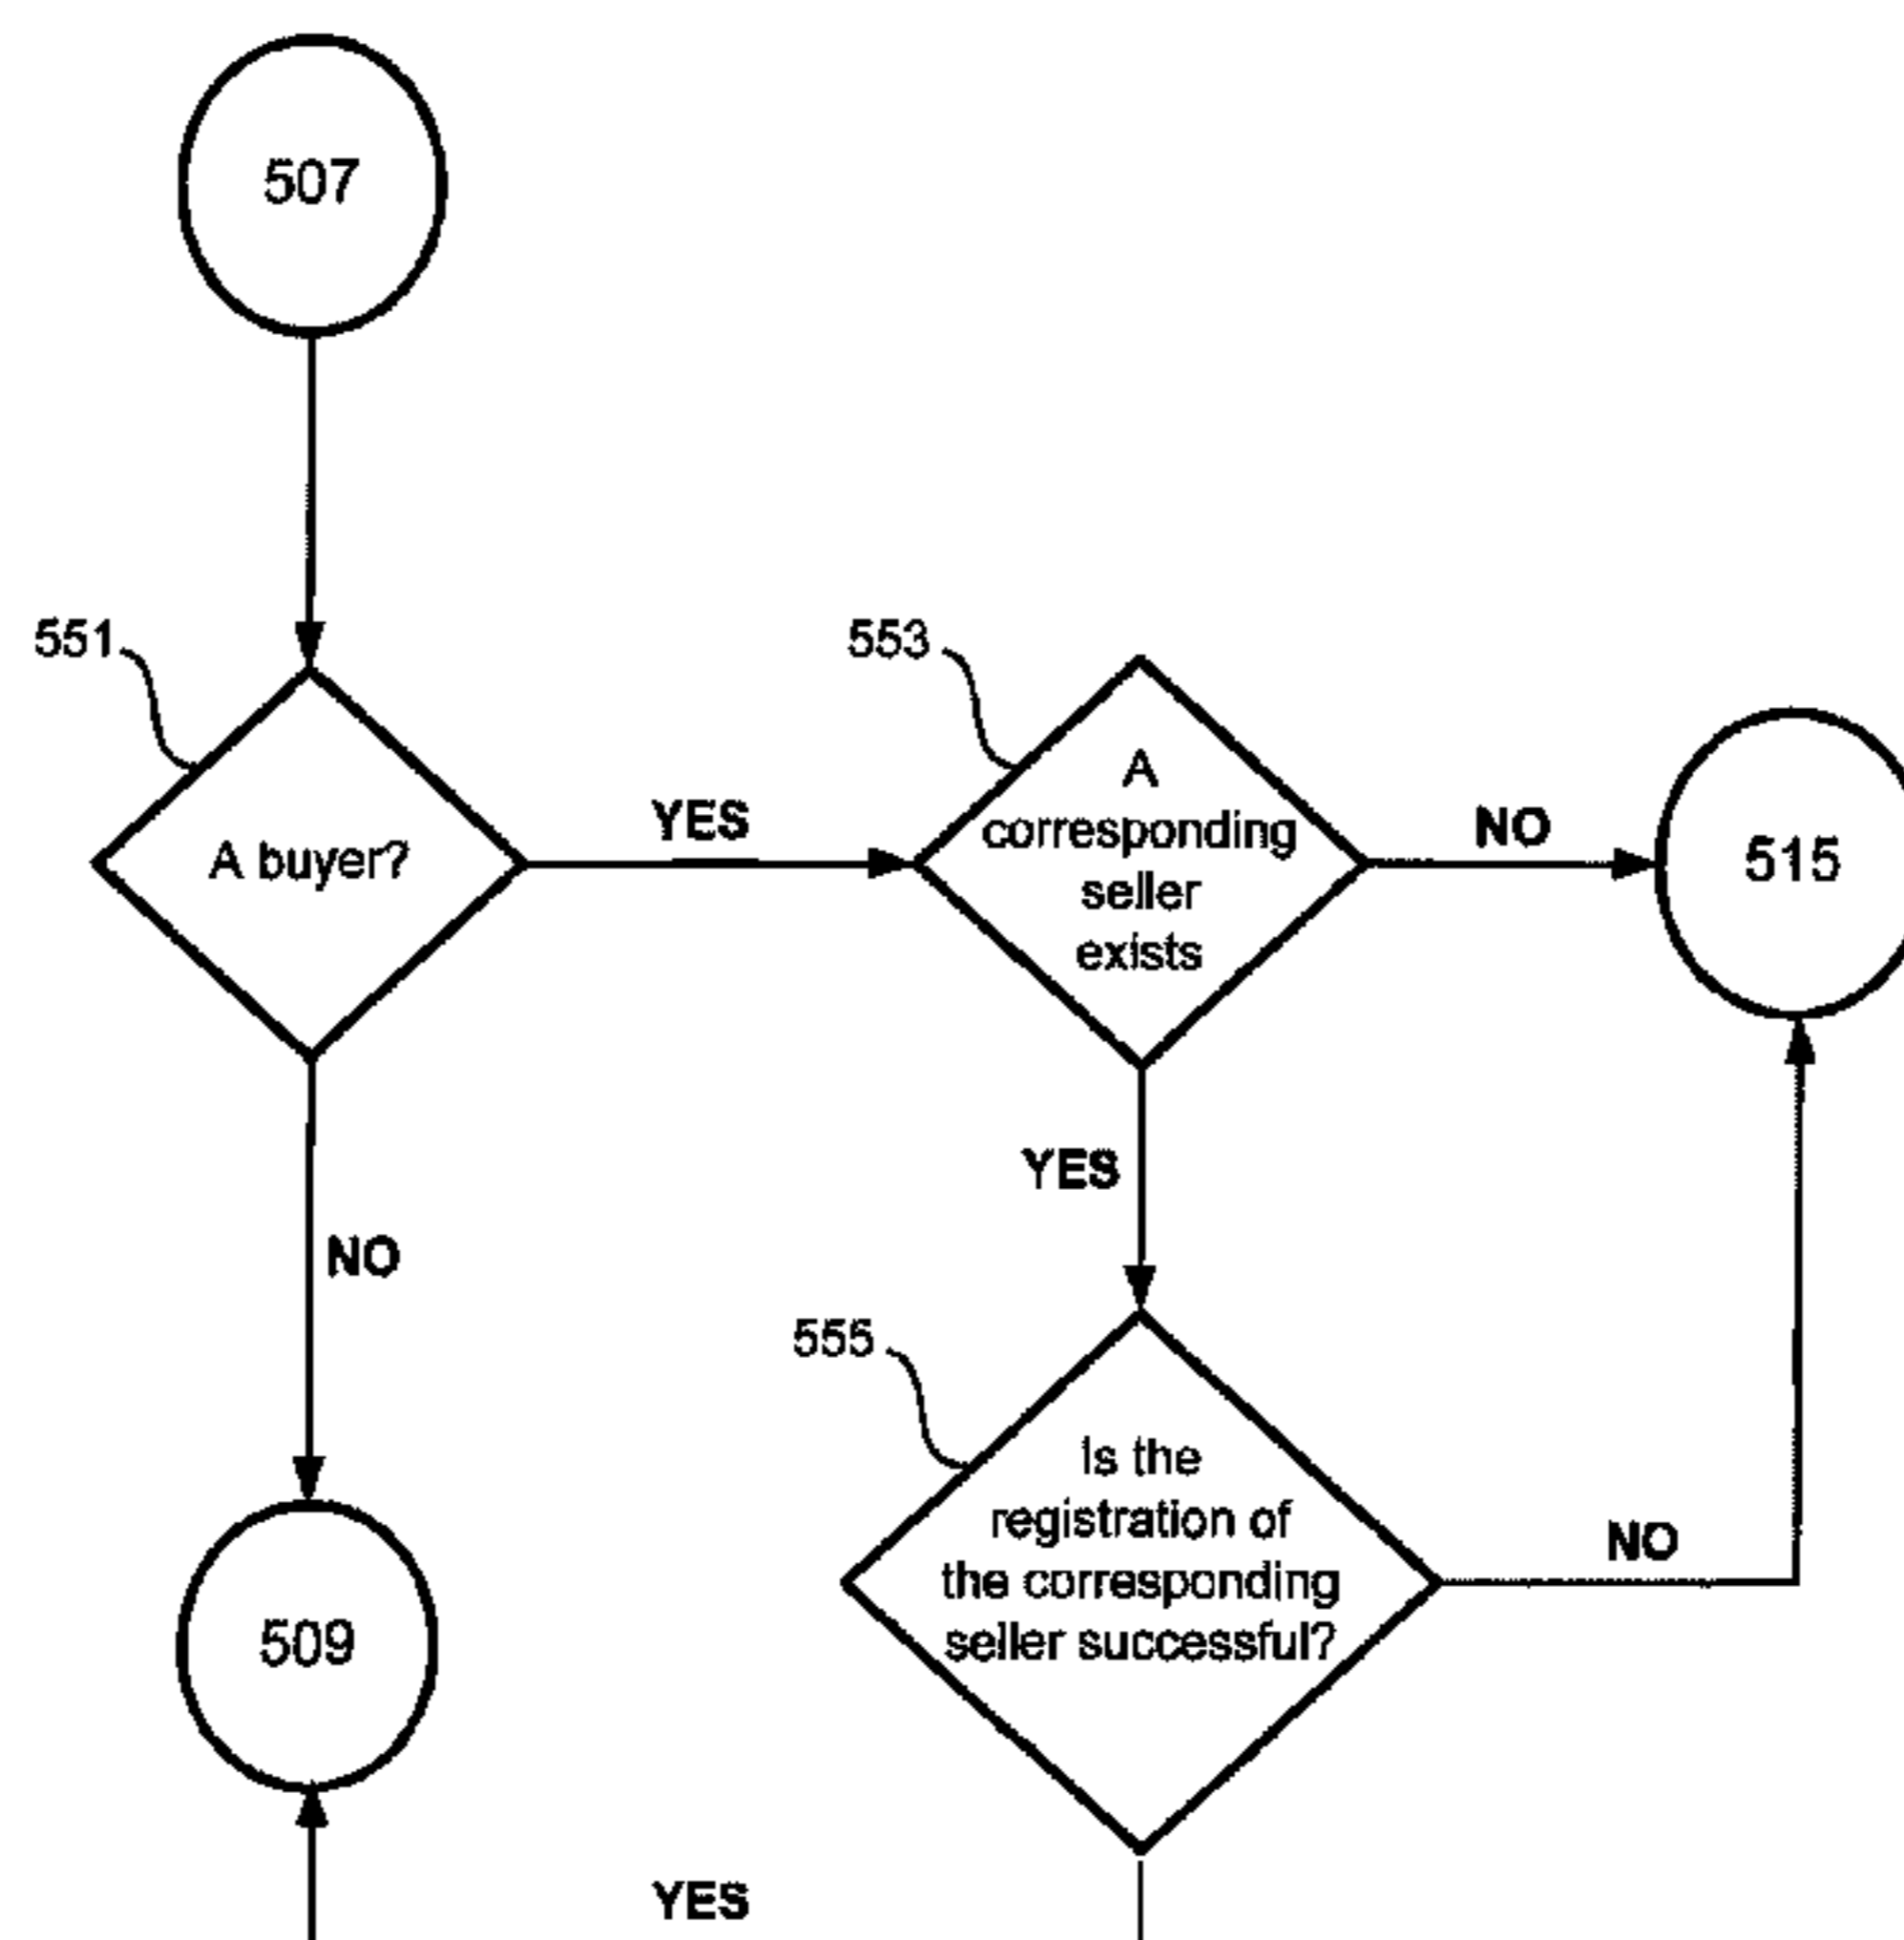 507
551
A buyer?
YES
553
A
corresponding
seller
exists
NO
515
NO
YES
555
Is the
registration of
the corresponding
seller successful?
NO
509
YES